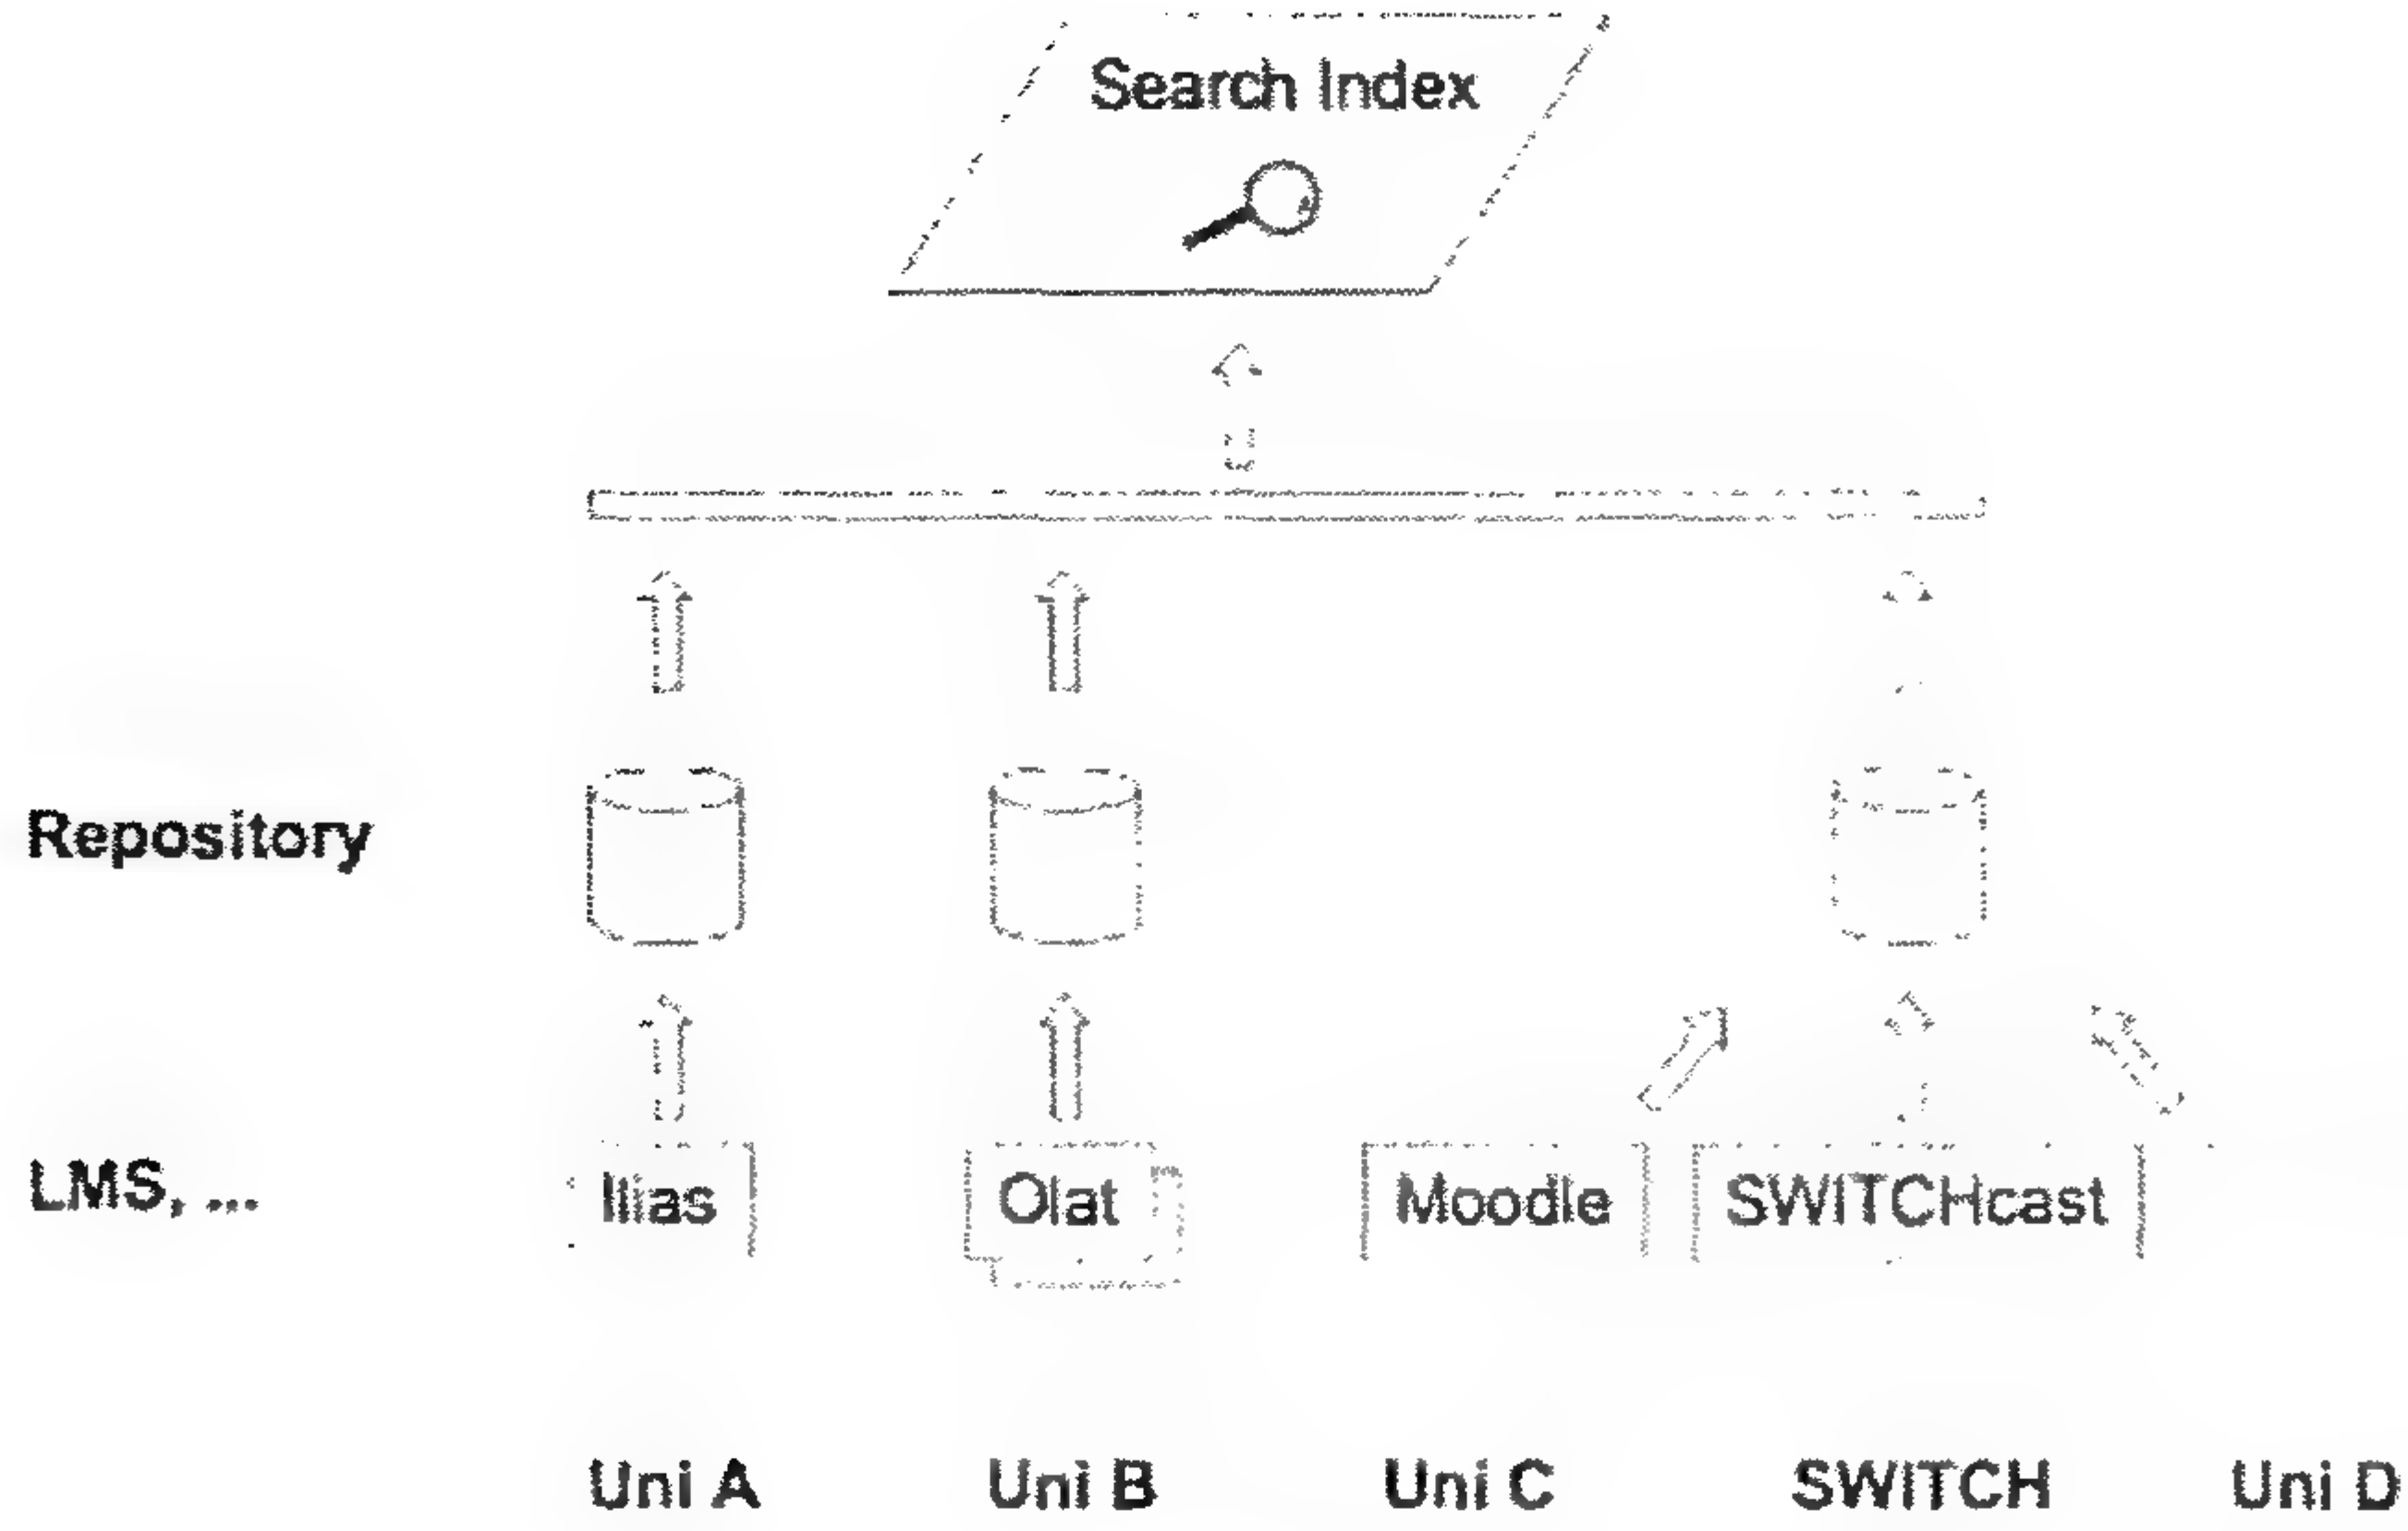 Search Index
Repository
LMS, ...
Ilias
Olat
Moodle
SWITCHcast
Uni A
Uni B
Uni C
SWITCH
Uni D